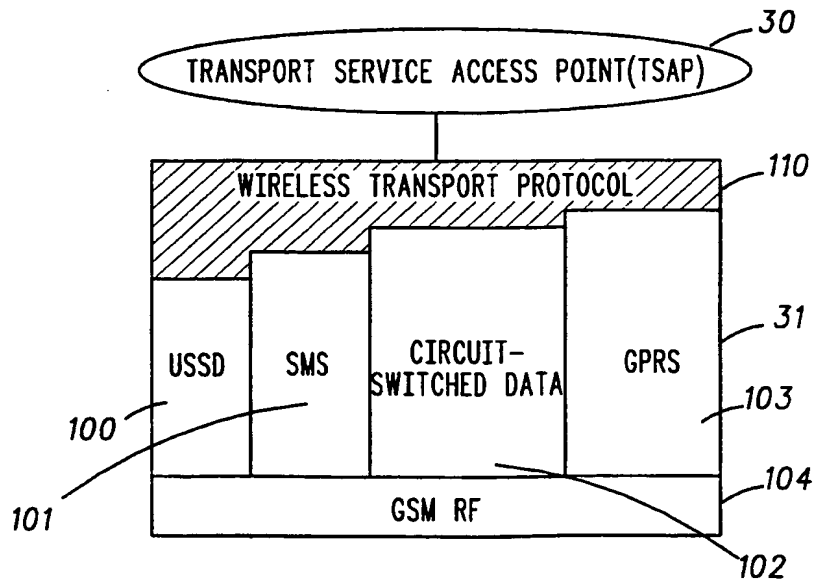 30
TRANSPORT SERVICE ACCESS POINT(TSAP)
WIRELESS TRANSPORT PROTOCOL
110
31
USSD
SMS
CIRCUIT-
SWITCHED DATA
GPRS
100
103
101
GSM RF
104
102